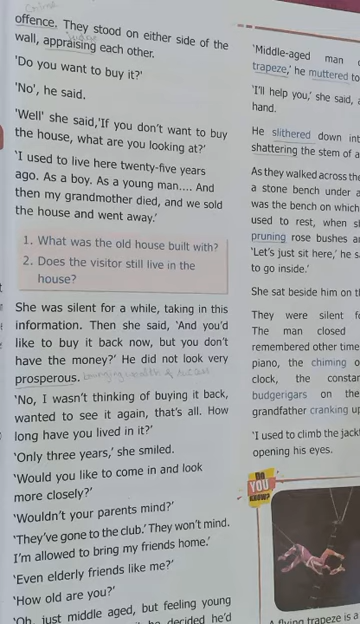 Crime
offence. They stood on either side of the
judge
wall, appraising each other.
'Do you want to buy it?'
'No', he said.
'Well' she said,'If you don't want to buy
the house, what are you looking at?'
'I used to live here twenty-five years
ago. As a boy. As a young man.... And
then my grandmother died, and we sold
the house and went away.'
1. What was the old house built with?
2. Does the visitor still live in the
house?
She was silent for a while, taking in this
information. Then she said, 'And you'd
like to buy it back now, but you don't
have the money?' He did not look very
prosperous.
'No, I wasn't thinking of buying it back,
wanted to see it again, that's all. How
long have you lived in it?'
'Only three years,' she smiled.
'Would you like to come in and look
more closely?'
'Wouldn't your parents mind?'
'They've gone to the club.' They won't mind.
I'm allowed to bring my friends home.'
'Even elderly friends like me?'
'How old are you?'
'Oh, just middle aged, but feeling young
decided he'd
'Middle-aged man
trapeze,' he muttered to
'I'll help you,' she said,
hand.
He slithered down
shattering the stem of a
As they walked across the
a stone bench under a
was the bench on which
used to rest, when
pruning rose bushes
'Let's just sit here,' he
to go inside.'
She sat beside him on
They were silent
The man closed
remembered other
piano, the chiming
clock, the
budgerigars on the
grandfather cranking up
'I used to climb the
opening his eyes.
Do
YOU
KNOW?
A flying trapeze is a